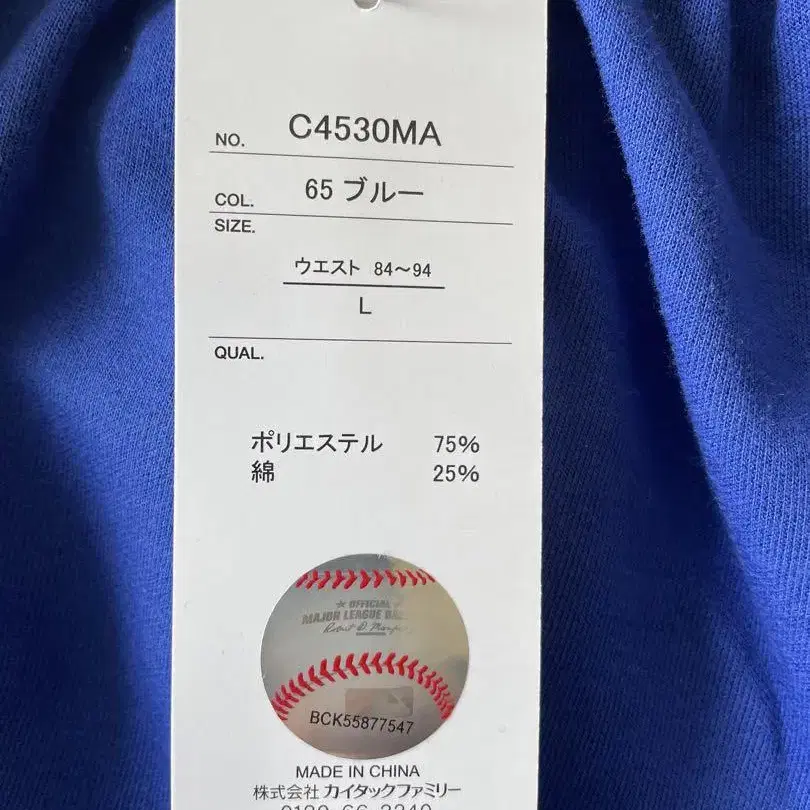 NO. C4530MA
COL. 65 ブルー
SIZE.
ウエスト 84～94
L
QUAL.
ポリエステル 75%
綿 25%
OFFICIAL
MAJOR LEAGUE
BCK55877547
MADE IN CHINA
株式会社 カイタックファミリー